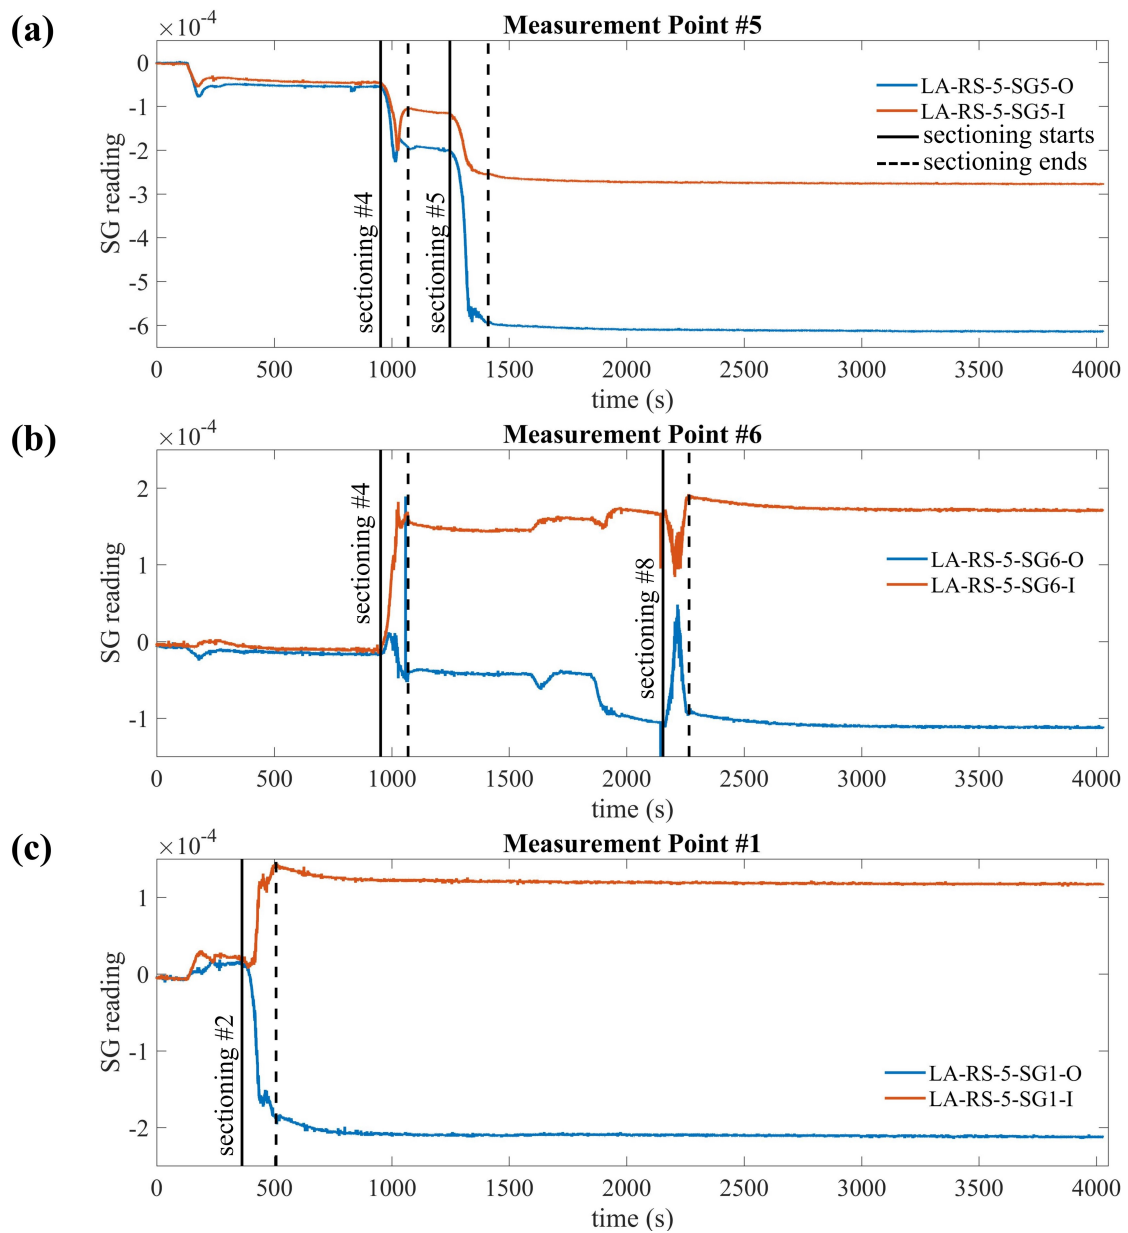 (a)
×10-4
Measurement Point #5
0
-1
-2
-3
-4
-5
-6
SG reading
sectioning #4
sectioning #5
LA-RS-5-SG5-O
LA-RS-5-SG5-I
sectioning starts
sectioning ends
0 500 1000 1500 2000 2500 3000 3500 4000
time (s)
(b)
×10-4
Measurement Point #6
2
1
0
-1
SG reading
sectioning #4
sectioning #8
LA-RS-5-SG6-O
LA-RS-5-SG6-I
0 500 1000 1500 2000 2500 3000 3500 4000
time (s)
(c)
×10-4
Measurement Point #1
1
0
-1
-2
SG reading
sectioning #2
LA-RS-5-SG1-O
LA-RS-5-SG1-I
0 500 1000 1500 2000 2500 3000 3500 4000
time (s)